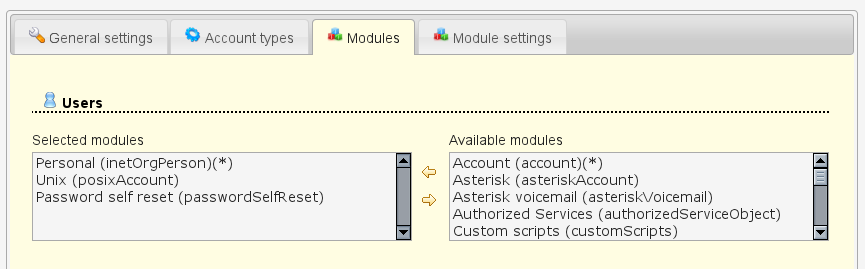 General settings
Account types
Modules
Module settings
Users
Selected modules
Available modules
Personal (inetOrgPerson)(*)
Unix (posixAccount)
Password self reset (passwordSelfReset)
Account (account)(*)
Asterisk (asteriskAccount)
Asterisk voicemail (asteriskVoicemail)
Authorized Services (authorizedServiceObject)
Custom scripts (customScripts)